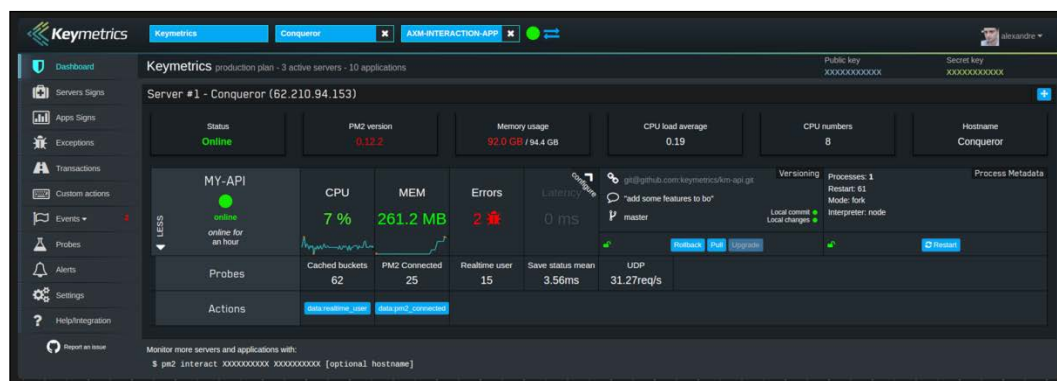 Keymetrics
Keymetrics
Conqueror
AXM-INTERACTION-APP
alexandre
Dashboard
Servers Signs
Apps Signs
Exceptions
Transactions
Custom actions
Events
2
Probes
Alerts
Settings
? Help/Integration
Report an issue
Keymetrics production plan - 3 active servers - 10 applications
Public key
XXXXXXXXXXX
Secret key
XXXXXXXXXXX
Server #1 - Conqueror (62.210.94.153)
Status
Online
PM2 version
0.12.2
Memory usage
92.0 GB / 94.4 GB
CPU load average
0.19
CPU numbers
8
Hostname
Conqueror
LESS
MY-API
online
online for
an hour
CPU
7 %
MEM
261.2 MB
Errors
2
configure
Latency
0 ms
Versioning
git@github.com:keymetrics/km-api.git
"add some features to bo"
master
Local commit
Local changes
Rollback Pull Upgrade
Process Metadata
Processes: 1
Restart: 61
Mode: fork
Interpreter: node
Restart
Probes
Cached buckets
62
PM2 Connected
25
Realtime user
15
Save status mean
3.56ms
UDP
31.27req/s
Actions
data:realtime_user
data:pm2_connected
Monitor more servers and applications with:
$ pm2 interact XXXXXXXXXX XXXXXXXXXX [optional hostname]